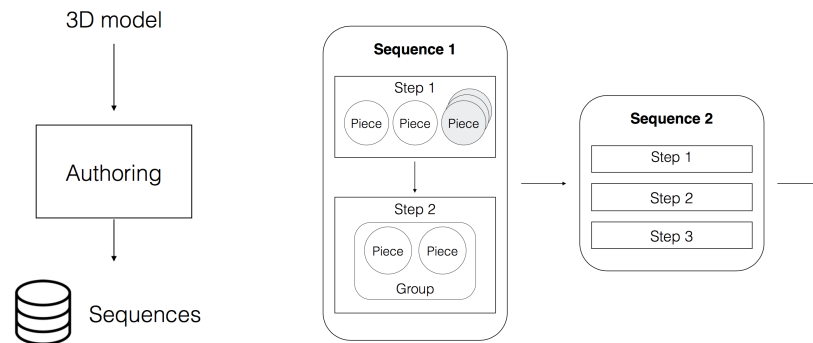 3D model
Authoring
Sequences
Sequence 1
Step 1
Piece Piece Piece
Step 2
Piece Piece
Group
Sequence 2
Step 1
Step 2
Step 3